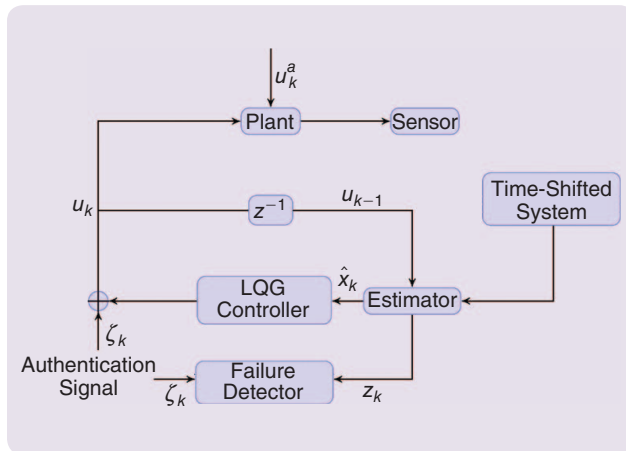 u_k^a
Plant
Sensor
Time-Shifted
System
u_k
z^{-1}
u_{k-1}
LQG
Controller
x̂_k
Estimator
ζ_k
Authentication
Signal
ζ_k
Failure
Detector
z_k